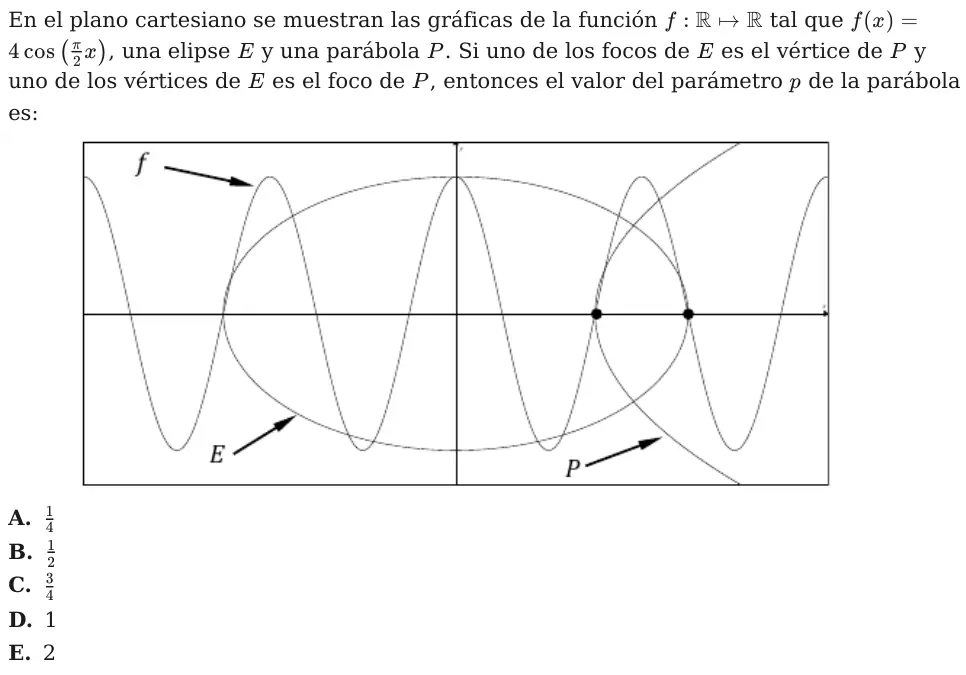 En el plano cartesiano se muestran las gráficas de la función f : ℝ ↦ ℝ tal que f(x) =
4 cos (π/2 x), una elipse E y una parábola P. Si uno de los focos de E es el vértice de P y
uno de los vértices de E es el foco de P, entonces el valor del parámetro p de la parábola
es:
f
E
P
A. 1/4
B. 1/2
C. 3/4
D. 1
E. 2